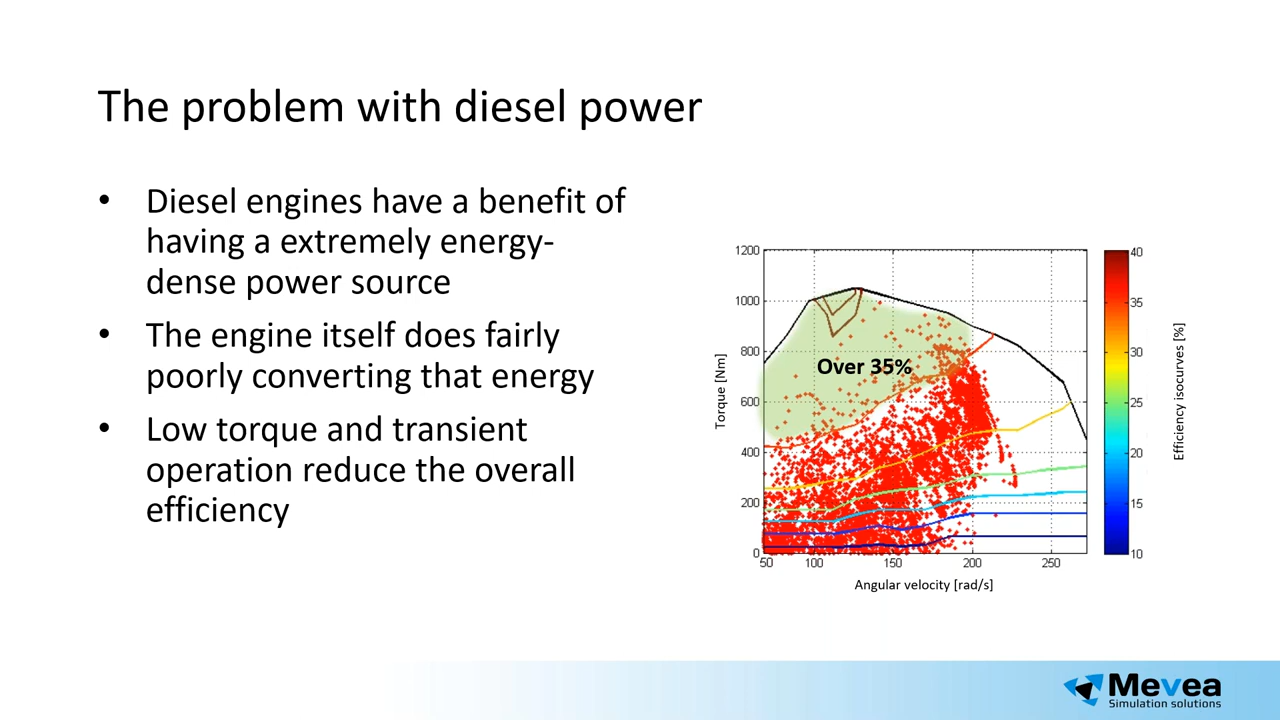 The problem with diesel power
• Diesel engines have a benefit of
having a extremely energy-
dense power source
• The engine itself does fairly
poorly converting that energy
• Low torque and transient
operation reduce the overall
efficiency
1200
1000
800
600
400
200
0
50 100 150 200 250
Torque [Nm]
Angular velocity [rad/s]
Over 35%
40
35
30
25
20
15
10
Efficiency isocurves [%]
Mevea
Simulation solutions